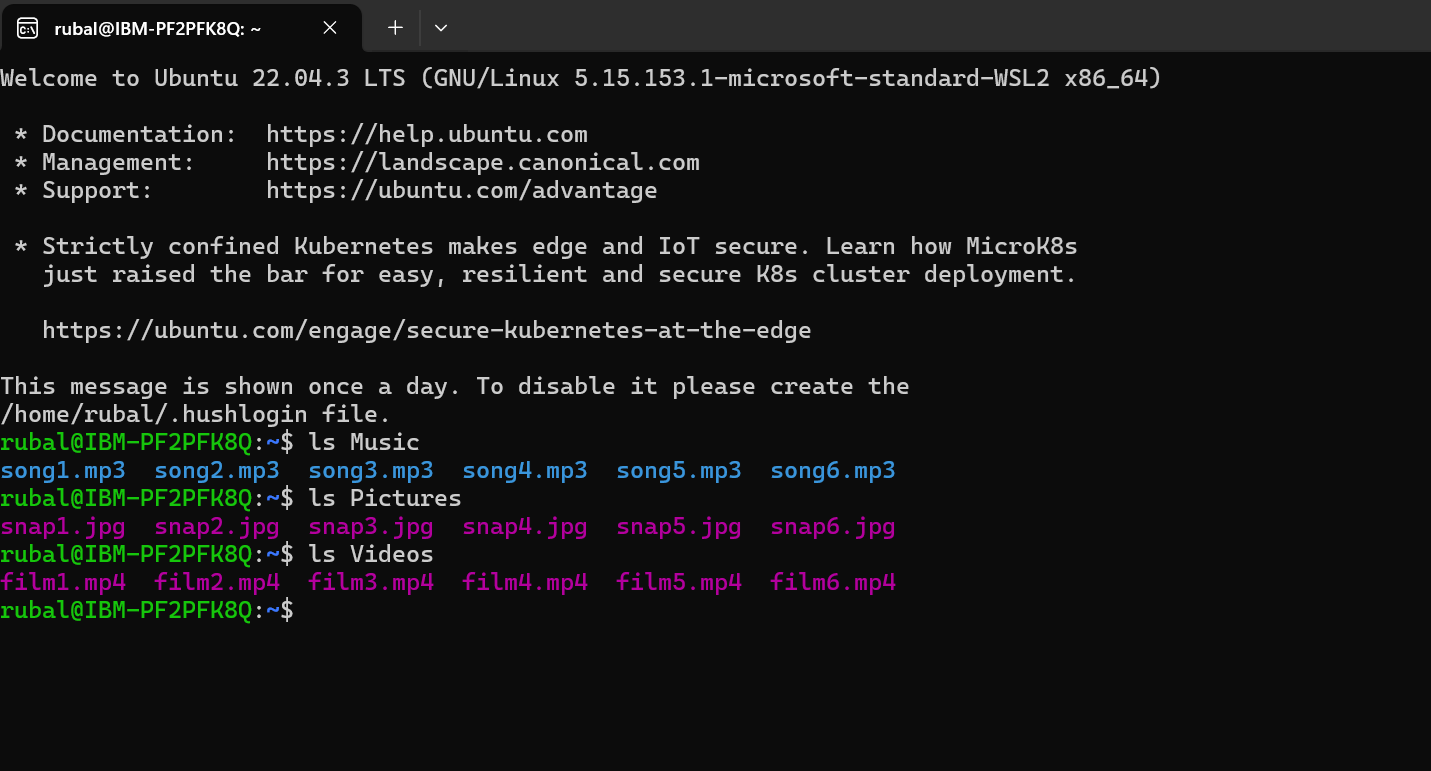 rubal@IBM-PF2PFK8Q: ~
Welcome to Ubuntu 22.04.3 LTS (GNU/Linux 5.15.153.1-microsoft-standard-WSL2 x86_64)
* Documentation:  https://help.ubuntu.com
* Management:     https://landscape.canonical.com
* Support:        https://ubuntu.com/advantage
* Strictly confined Kubernetes makes edge and IoT secure. Learn how MicroK8s
just raised the bar for easy, resilient and secure K8s cluster deployment.
https://ubuntu.com/engage/secure-kubernetes-at-the-edge
This message is shown once a day. To disable it please create the
/home/rubal/.hushlogin file.
rubal@IBM-PF2PFK8Q:~$ ls Music
song1.mp3  song2.mp3  song3.mp3  song4.mp3  song5.mp3  song6.mp3
rubal@IBM-PF2PFK8Q:~$ ls Pictures
snap1.jpg  snap2.jpg  snap3.jpg  snap4.jpg  snap5.jpg  snap6.jpg
rubal@IBM-PF2PFK8Q:~$ ls Videos
film1.mp4  film2.mp4  film3.mp4  film4.mp4  film5.mp4  film6.mp4
rubal@IBM-PF2PFK8Q:~$